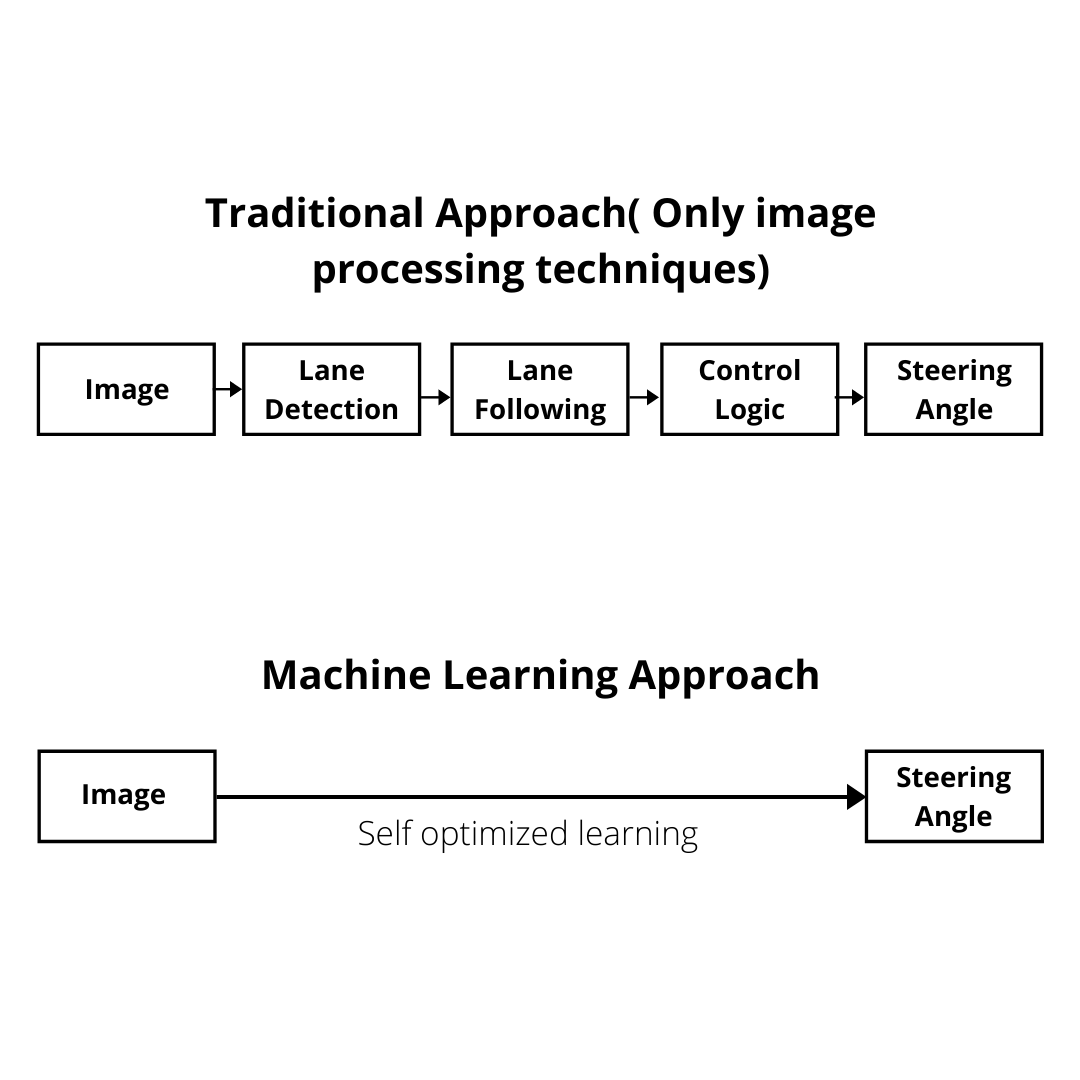 Traditional Approach( Only image
processing techniques)
Image
Lane
Detection
Lane
Following
Control
Logic
Steering
Angle
Machine Learning Approach
Image
Self optimized learning
Steering
Angle